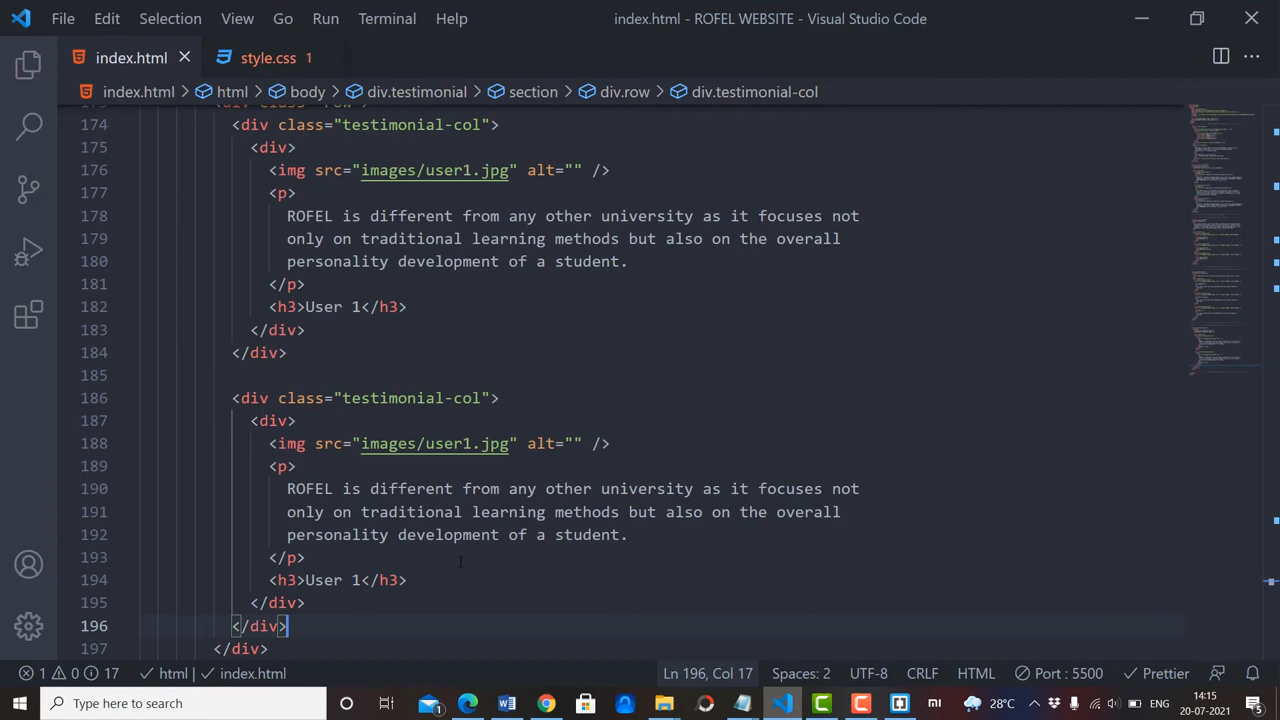 File Edit Selection View Go Run Terminal Help index.html - ROFEL WEBSITE - Visual Studio Code
index.html style.css 1
index.html html body div.testimonial section div.row div.testimonial-col
174 <div class="testimonial-col">
175 <div>
176 <img src="images/user1.jpg alt="" />
177 <p>
178 ROFEL is different from any other university as it focuses not
179 only on traditional learning methods but also on the overall
180 personality development of a student.
181 </p>
182 <h3>User 1</h3>
183 </div>
184 </div>
185
186 <div class="testimonial-col">
187 <div>
188 <img src="images/user1.jpg" alt="" />
189 <p>
190 ROFEL is different from any other university as it focuses not
191 only on traditional learning methods but also on the overall
192 personality development of a student.
193 </p>
194 <h3>User 1</h3>
195 </div>
196 </div>
197 </div>
1 0 17 html index.html Ln 196, Col 17 Spaces: 2 UTF-8 CRLF HTML Port : 5500 Prettier
Type here to search 1 28°C 14:15
20-07-2021 5